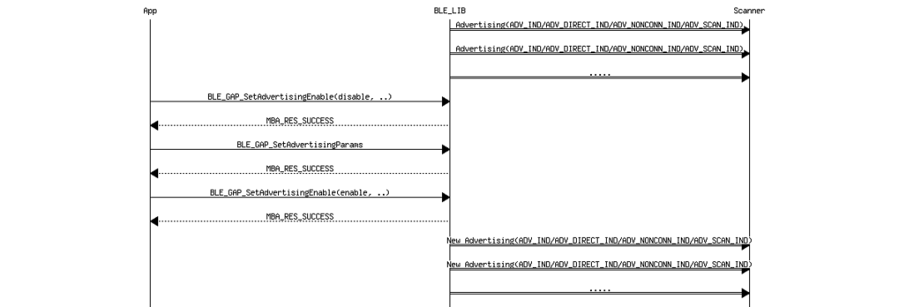 App BLE_LIB Scanner
Advertising(ADV_IND/ADV_DIRECT_IND/ADV_NONCONN_IND/ADV_SCAN_IND)
Advertising(ADV_IND/ADV_DIRECT_IND/ADV_NONCONN_IND/ADV_SCAN_IND)
.....
BLE_GAP_SetAdvertisingEnable(disable, ..)
MBA_RES_SUCCESS
BLE_GAP_SetAdvertisingParams
MBA_RES_SUCCESS
BLE_GAP_SetAdvertisingEnable(enable, ..)
MBA_RES_SUCCESS
New Advertising(ADV_IND/ADV_DIRECT_IND/ADV_NONCONN_IND/ADV_SCAN_IND)
New Advertising(ADV_IND/ADV_DIRECT_IND/ADV_NONCONN_IND/ADV_SCAN_IND)
.....